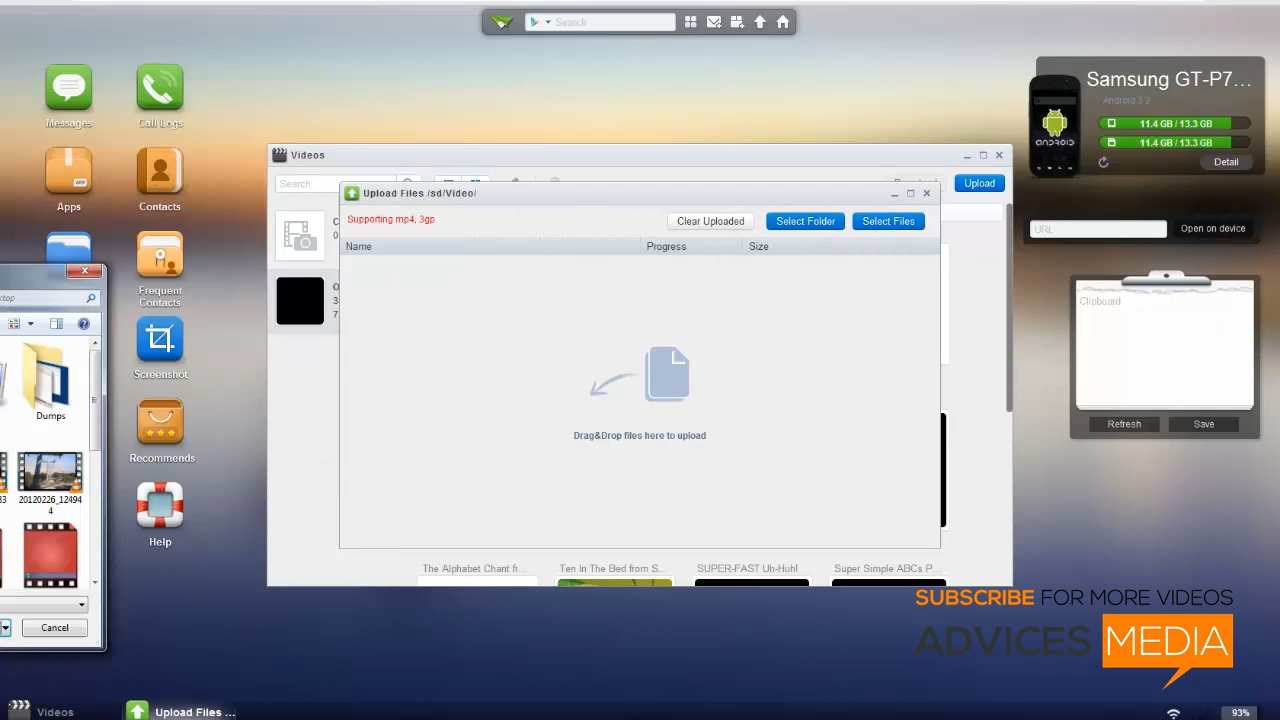 Search
Messages
Call Logs
Apps
Contacts
Frequent
Contacts
Screenshot
Recommends
Help
Dumps
20120226_12494
4
Cancel
Videos
Search
Upload
Upload Files /sd/Video/
Supporting mp4, 3gp
Clear Uploaded
Select Folder
Select Files
Name
Progress
Size
Drag&Drop files here to upload
The Alphabet Chant fr...
Ten In The Bed from S...
SUPER-FAST Uh-Huh!...
Super Simple ABCs P...
Samsung GT-P7...
Android 3.2
11.4 GB / 13.3 GB
11.4 GB / 13.3 GB
Detail
ANDROID
URL
Open on device
Clipboard
Refresh
Save
SUBSCRIBE FOR MORE VIDEOS
ADVICES MEDIA
Videos
Upload Files ...
93%